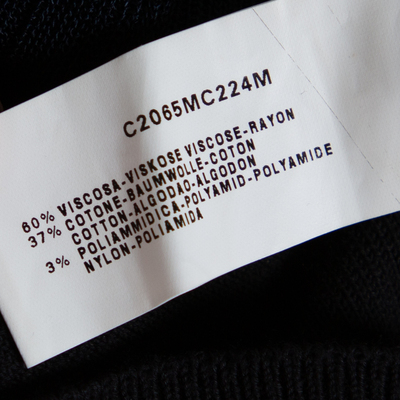 C2065MC224M
60% VISCOSA-VISKOSE VISCOSE-RAYON
37% COTONE-BAUMWOLLE-COTON
COTTON-ALGODAO-ALGODON
3% POLIAMMIDICA-POLYAMID-POLYAMIDE
NYLON-POLIAMIDA